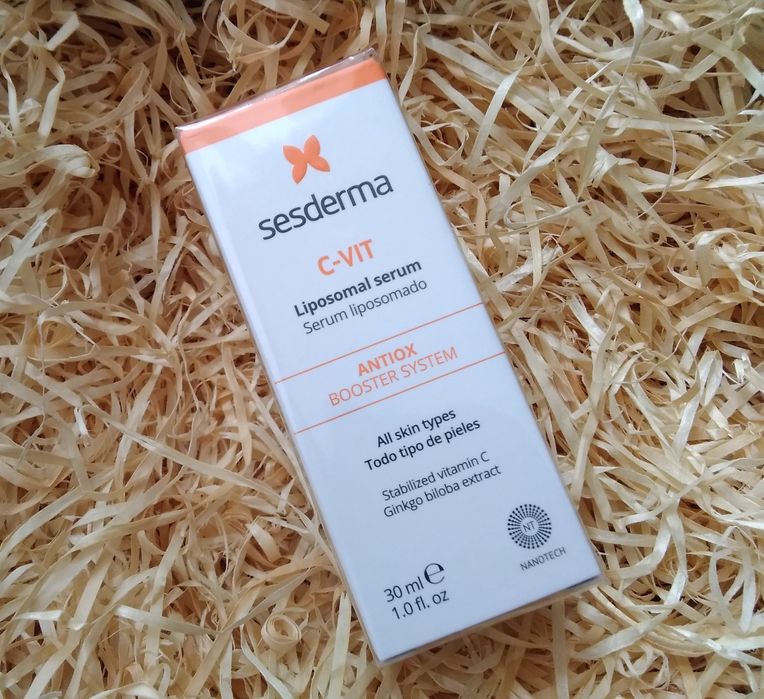 sesderma
C-VIT
Liposomal serum
Serum liposomado
ANTIOX
BOOSTER SYSTEM
All skin types
Todo tipo de pieles
Stabilized vitamin C
Ginkgo biloba extract
NT
NANOTECH
30 ml ℮
1.0 fl. oz